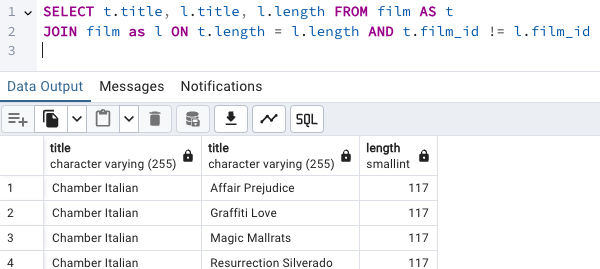 1 SELECT t.title, l.title, l.length FROM film AS t
2 JOIN film as l ON t.length = l.length AND t.film_id != l.film_id
3
Data Output Messages Notifications
SQL
title title length
character varying (255) character varying (255) smallint
1 Chamber Italian Affair Prejudice 117
2 Chamber Italian Graffiti Love 117
3 Chamber Italian Magic Mallrats 117
4 Chamber Italian Resurrection Silverado 117